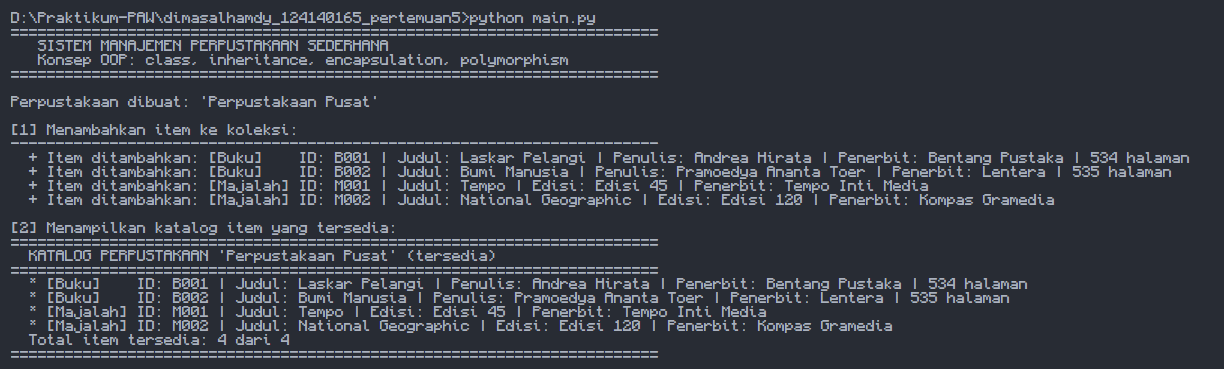 D:\Praktikum-PAW\dimasalhamdy_124140165_pertemuan5>python main.py
========================================================================
SISTEM MANAJEMEN PERPUSTAKAAN SEDERHANA
Konsep OOP: class, inheritance, encapsulation, polymorphism
========================================================================
Perpustakaan dibuat: 'Perpustakaan Pusat'
[1] Menambahkan item ke koleksi:
------------------------------------------------------------------------
+ Item ditambahkan: [Buku]    ID: B001 | Judul: Laskar Pelangi | Penulis: Andrea Hirata | Penerbit: Bentang Pustaka | 534 halaman
+ Item ditambahkan: [Buku]    ID: B002 | Judul: Bumi Manusia | Penulis: Pramoedya Ananta Toer | Penerbit: Lentera | 535 halaman
+ Item ditambahkan: [Majalah] ID: M001 | Judul: Tempo | Edisi: Edisi 45 | Penerbit: Tempo Inti Media
+ Item ditambahkan: [Majalah] ID: M002 | Judul: National Geographic | Edisi: Edisi 120 | Penerbit: Kompas Gramedia
[2] Menampilkan katalog item yang tersedia:
========================================================================
KATALOG PERPUSTAKAAN 'Perpustakaan Pusat' (tersedia)
========================================================================
* [Buku]    ID: B001 | Judul: Laskar Pelangi | Penulis: Andrea Hirata | Penerbit: Bentang Pustaka | 534 halaman
* [Buku]    ID: B002 | Judul: Bumi Manusia | Penulis: Pramoedya Ananta Toer | Penerbit: Lentera | 535 halaman
* [Majalah] ID: M001 | Judul: Tempo | Edisi: Edisi 45 | Penerbit: Tempo Inti Media
* [Majalah] ID: M002 | Judul: National Geographic | Edisi: Edisi 120 | Penerbit: Kompas Gramedia
Total item tersedia: 4 dari 4
========================================================================